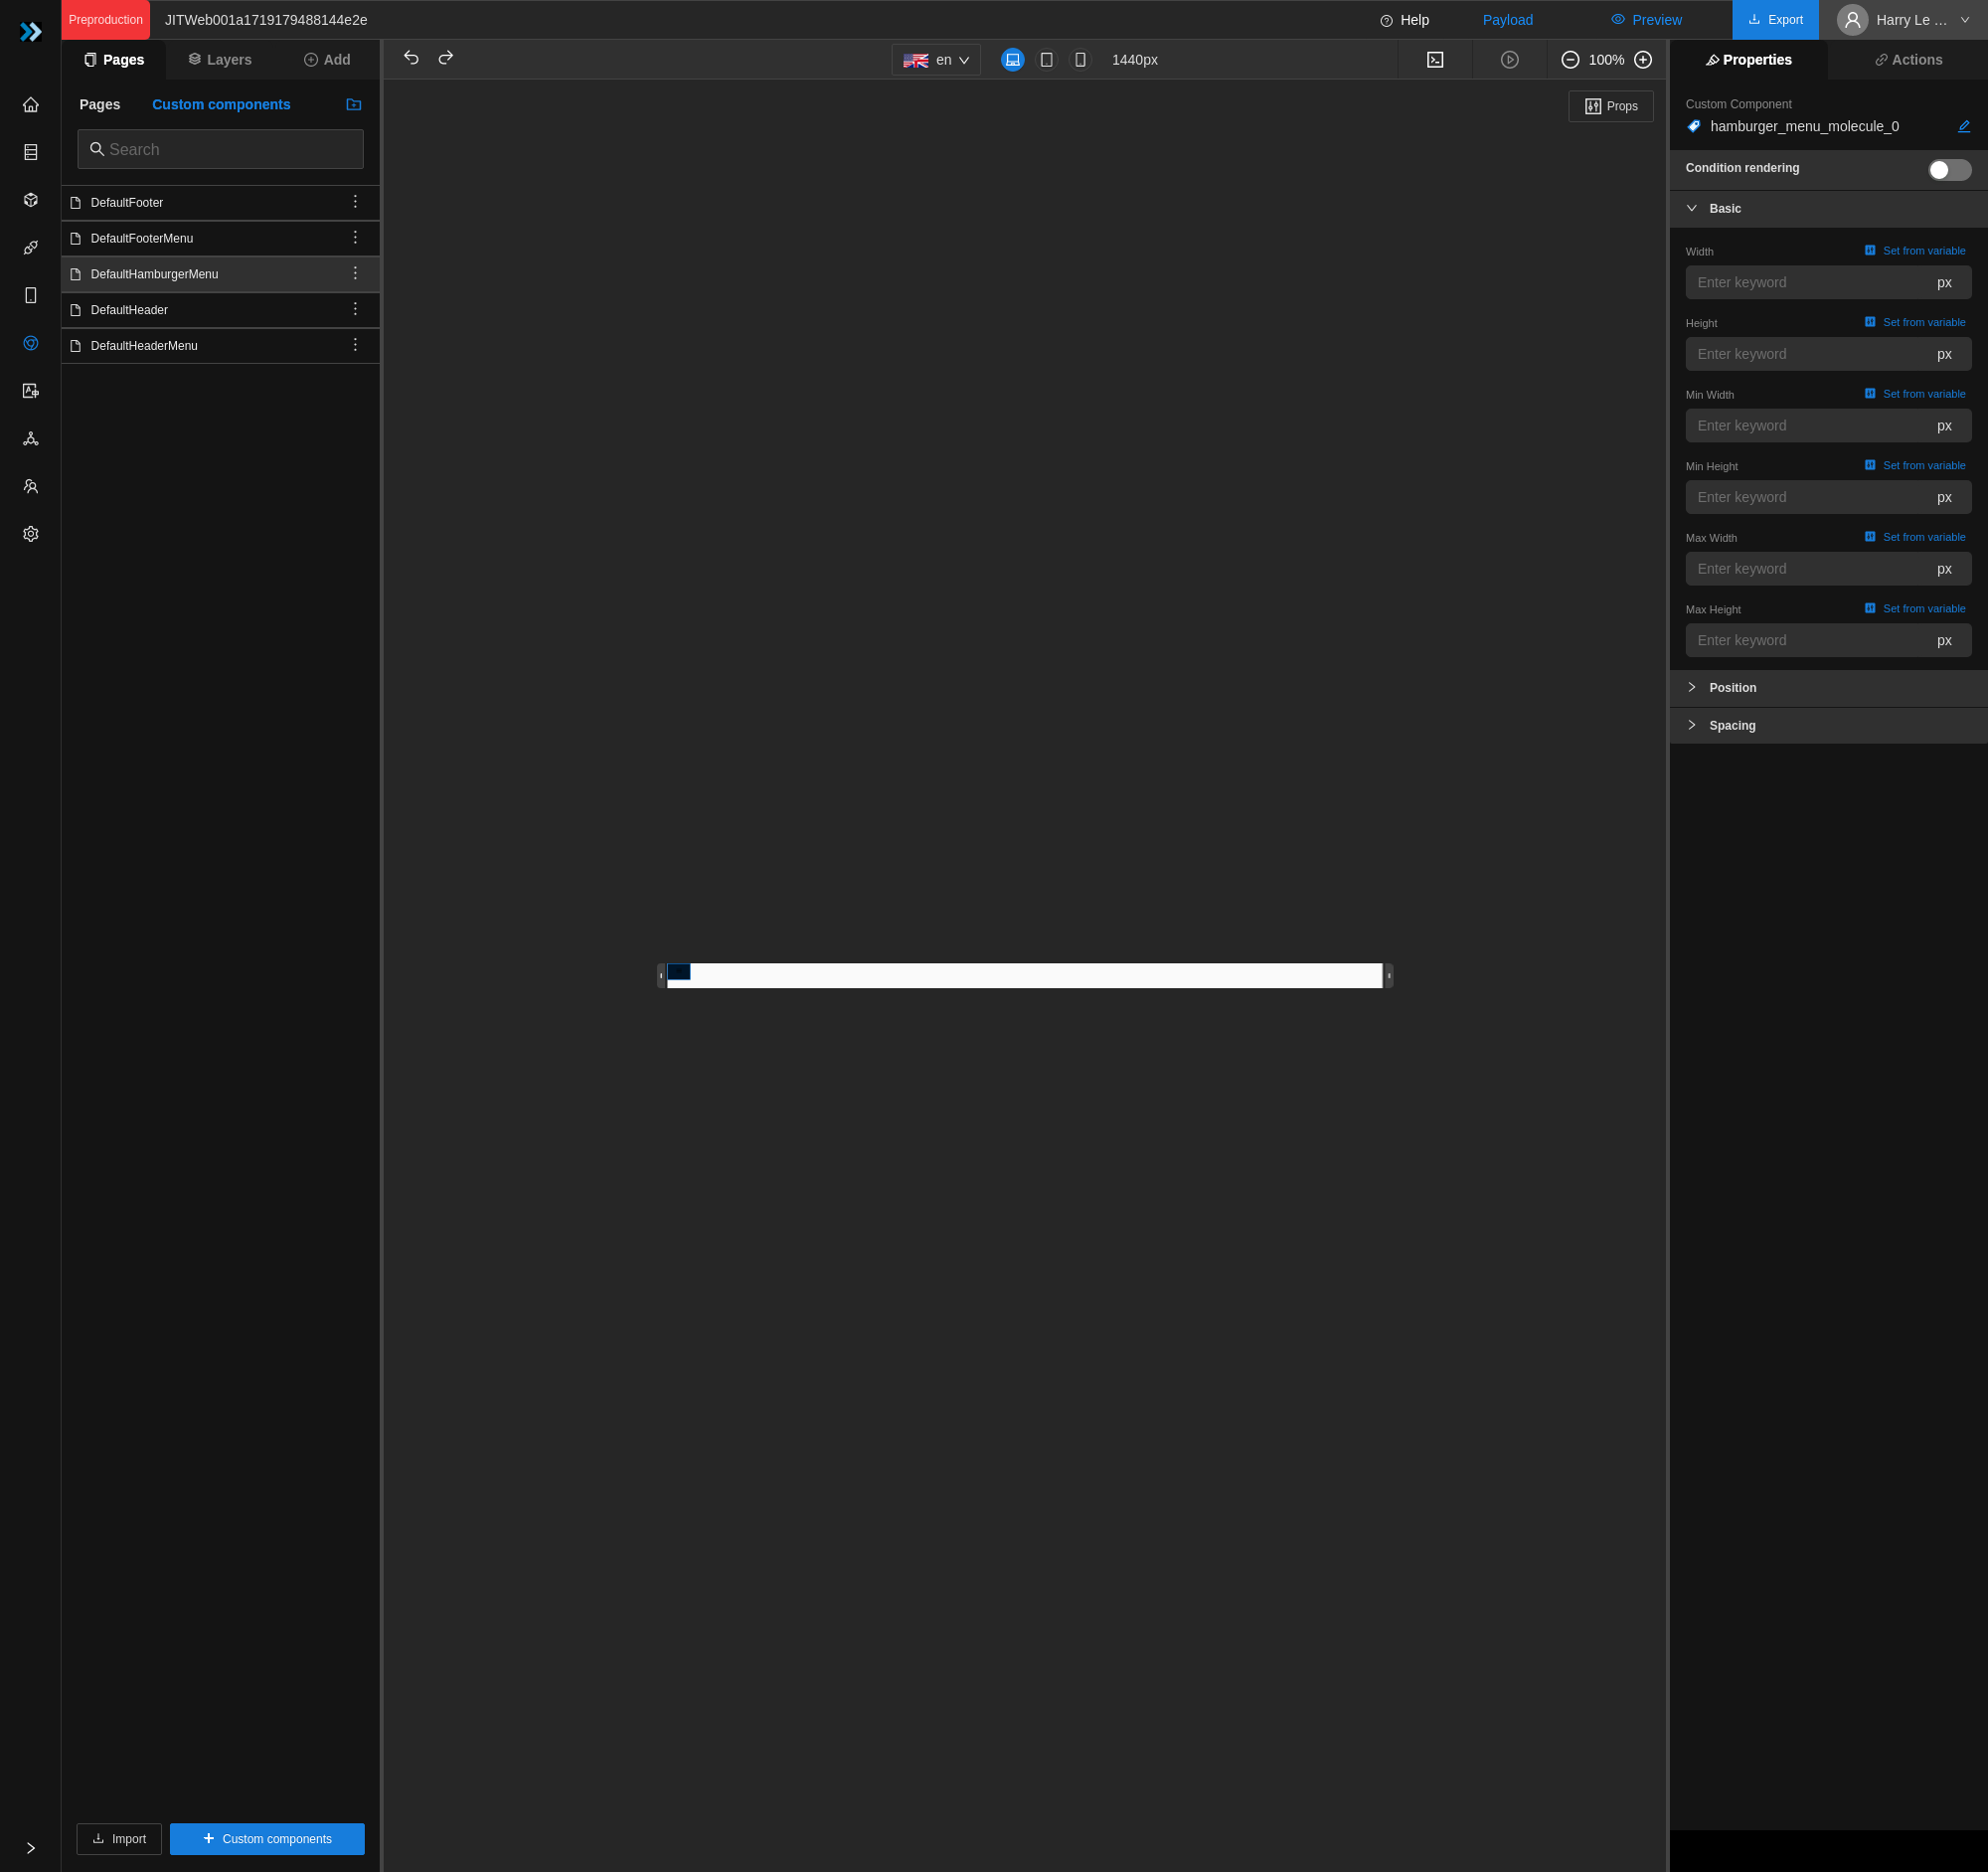 Preproduction
JITWeb001a1719179488144e2e
Help
Payload
Preview
Export
Harry Le ...
Pages
Layers
Add
en
1440px
100%
Properties
Actions
Pages
Custom components
Search
DefaultFooter
DefaultFooterMenu
DefaultHamburgerMenu
DefaultHeader
DefaultHeaderMenu
Import
Custom components
Props
Custom Component
hamburger_menu_molecule_0
Condition rendering
Basic
Width
Set from variable
Enter keyword
px
Height
Set from variable
Enter keyword
px
Min Width
Set from variable
Enter keyword
px
Min Height
Set from variable
Enter keyword
px
Max Width
Set from variable
Enter keyword
px
Max Height
Set from variable
Enter keyword
px
Position
Spacing